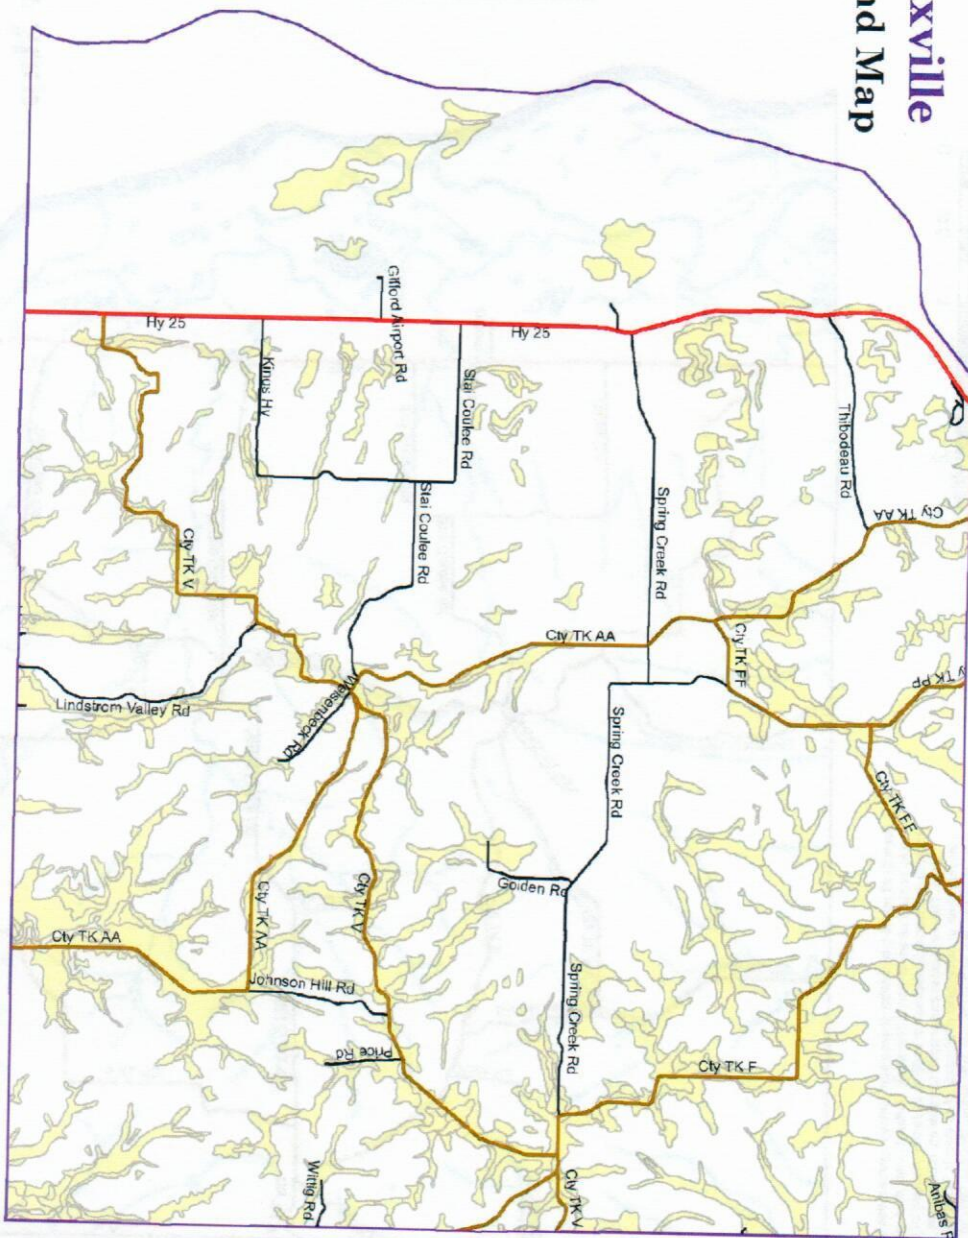 xville
nd Map
Gifford Airport Rd
Hy 25
Hy 25
Kings Hy
Stai Coulee Rd
Thibodeau Rd
Stai Coulee Rd
Spring Creek Rd
Cty TK AA
Cty TK V
Cty TK AA
Cty TK FF
y TK PP
Lindstrom Valley Rd
Weisenbeck Rd
Spring Creek Rd
Cty TK FF
Golden Rd
Cty TK AA
Cty TK V
Cty TK AA
Johnson Hill Rd
Spring Creek Rd
Price Rd
Cty TK F
Wittig Rd
Cty TK V
Anibas R